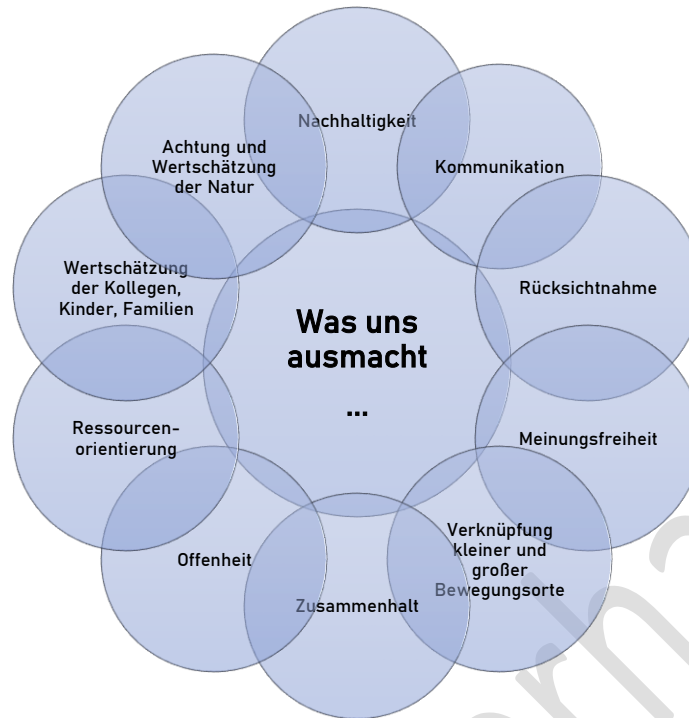 Was uns
ausmacht
...
Nachhaltigkeit
Kommunikation
Rücksichtnahme
Meinungsfreiheit
Verknüpfung
kleiner und
großer
Bewegungsorte
Zusammenhalt
Offenheit
Ressourcen-
orientierung
Wertschätzung
der Kollegen,
Kinder, Familien
Achtung und
Wertschätzung
der Natur